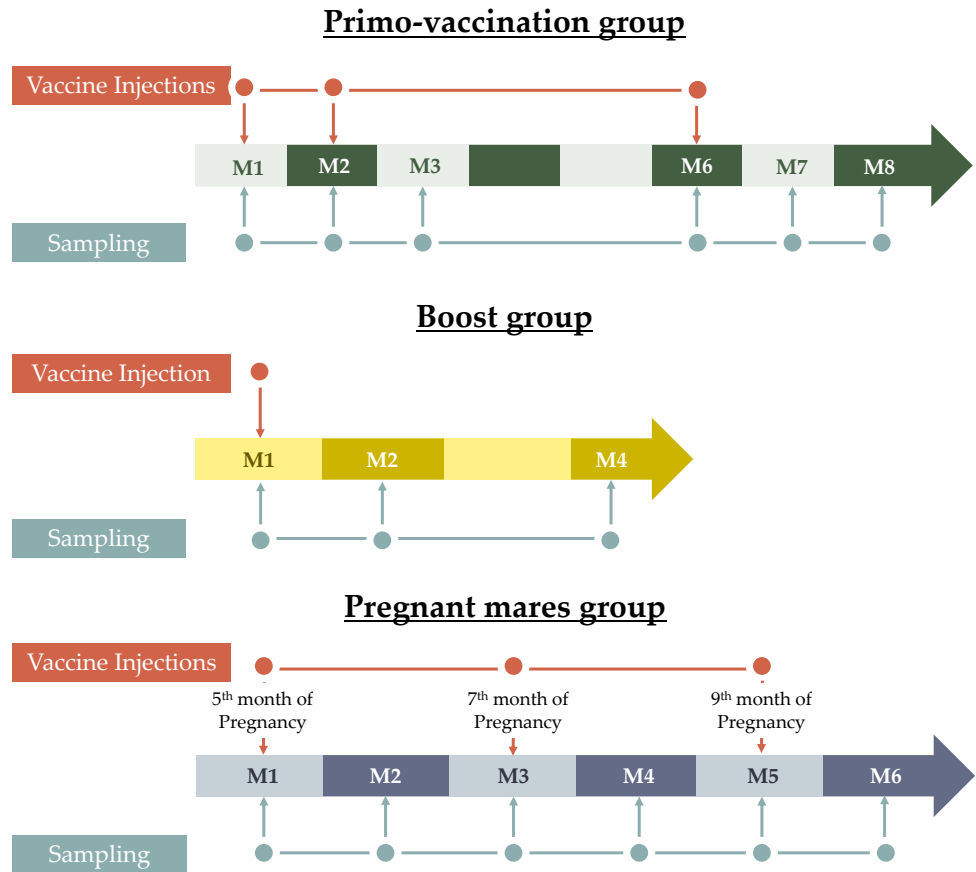 Primo-vaccination group
Vaccine Injections
M1 M2 M3 M6 M7 M8
Sampling
Boost group
Vaccine Injection
M1 M2 M4
Sampling
Pregnant mares group
Vaccine Injections
5th month of
Pregnancy
7th month of
Pregnancy
9th month of
Pregnancy
M1 M2 M3 M4 M5 M6
Sampling